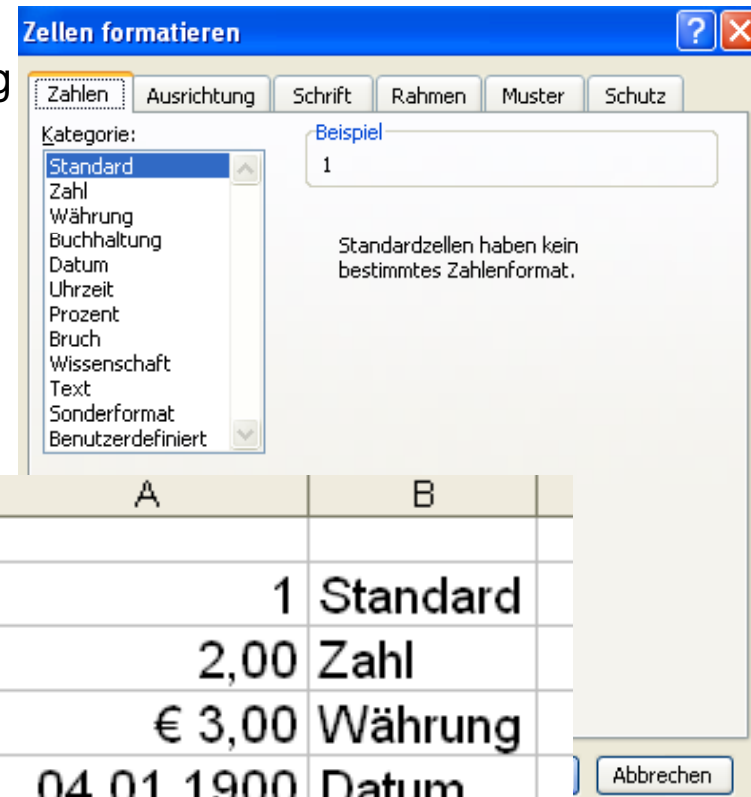 Zellen formatieren
Zahlen Ausrichtung Schrift Rahmen Muster Schutz
Kategorie:
Standard
Zahl
Währung
Buchhaltung
Datum
Uhrzeit
Prozent
Bruch
Wissenschaft
Text
Sonderformat
Benutzerdefiniert
Beispiel
1
Standardzellen haben kein
bestimmtes Zahlenformat.
A B
1 Standard
2,00 Zahl
€ 3,00 Währung
04.01.1900 Datum
Abbrechen